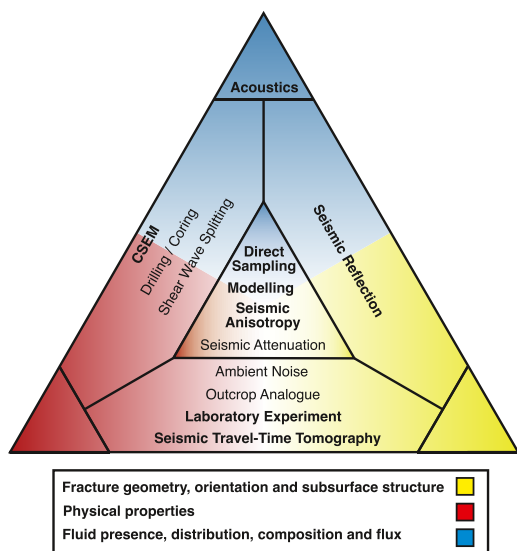 Acoustics
CSEM
Drilling / Coring
Shear Wave Splitting
Seismic Reflection
Direct
Sampling
Modelling
Seismic
Anisotropy
Seismic Attenuation
Ambient Noise
Outcrop Analogue
Laboratory Experiment
Seismic Travel-Time Tomography
Fracture geometry, orientation and subsurface structure
Physical properties
Fluid presence, distribution, composition and flux